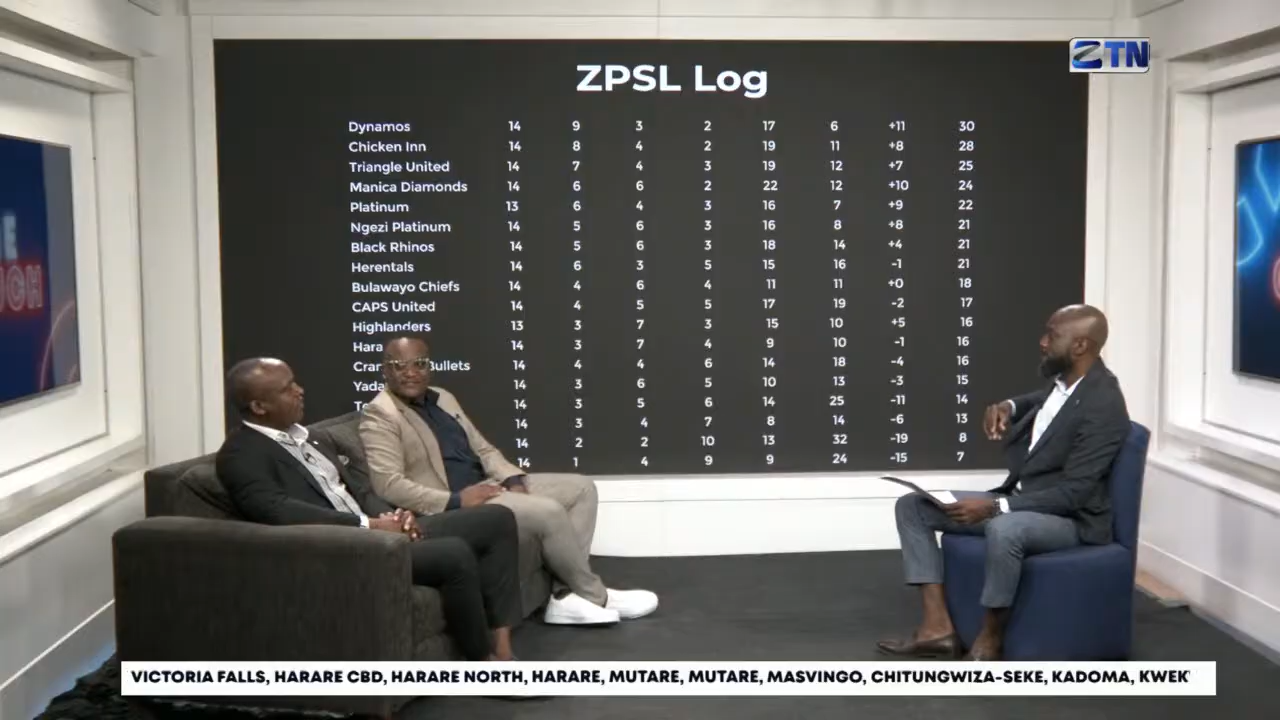 ZTN
ZPSL Log
Dynamos 14 9 3 2 17 6 +11 30
Chicken Inn 14 8 4 2 19 11 +8 28
Triangle United 14 7 4 3 19 12 +7 25
Manica Diamonds 14 6 6 2 22 12 +10 24
Platinum 13 6 4 3 16 7 +9 22
Ngezi Platinum 14 5 6 3 16 8 +8 21
Black Rhinos 14 5 6 3 18 14 +4 21
Herentals 14 6 3 5 15 16 -1 21
Bulawayo Chiefs 14 4 6 4 11 11 +0 18
CAPS United 14 4 5 5 17 19 -2 17
Highlanders 13 3 7 3 15 10 +5 16
Hara 14 3 7 4 9 10 -1 16
Cra Bullets 14 4 4 6 14 18 -4 16
Yada 14 3 6 5 10 13 -3 15
14 3 5 6 14 25 -11 14
14 3 4 7 8 14 -6 13
14 2 2 10 13 32 -19 8
14 1 4 9 9 24 -15 7
VICTORIA FALLS, HARARE CBD, HARARE NORTH, HARARE, MUTARE, MUTARE, MASVINGO, CHITUNGWIZA-SEKE, KADOMA, KWEK